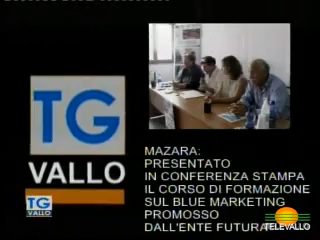 TG
VALLO
TG
VALLO
MAZARA:
PRESENTATO
IN CONFERENZA STAMPA
IL CORSO DI FORMAZIONE
SUL BLUE MARKETING
PROMOSSO
DALL'ENTE FUTURA
TELEVALLO